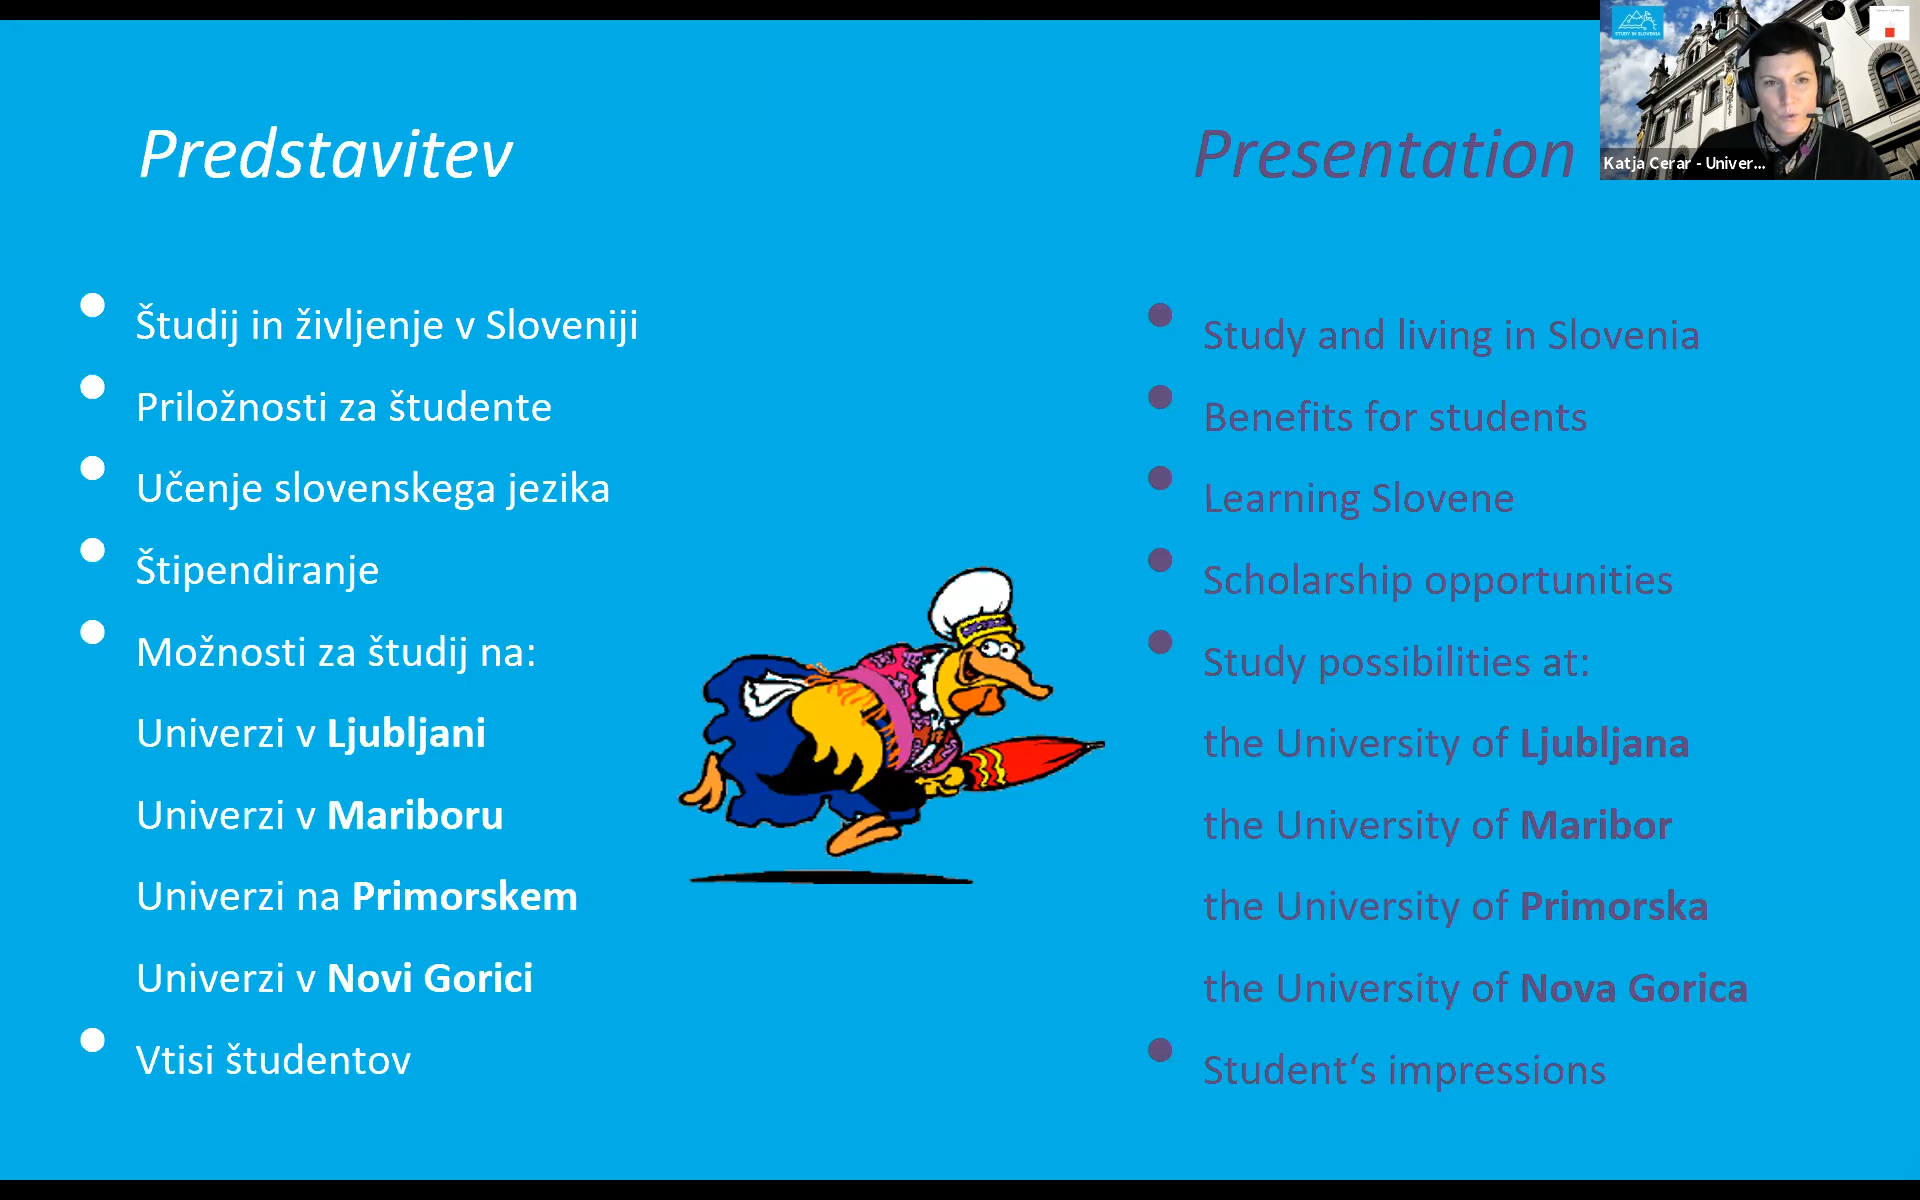 Predstavitev
Študij in življenje v Sloveniji
Priložnosti za študente
Učenje slovenskega jezika
Štipendiranje
Možnosti za študij na:
Univerzi v Ljubljani
Univerzi v Mariboru
Univerzi na Primorskem
Univerzi v Novi Gorici
Vtisi študentov
Presentation
Study and living in Slovenia
Benefits for students
Learning Slovene
Scholarship opportunities
Study possibilities at:
the University of Ljubljana
the University of Maribor
the University of Primorska
the University of Nova Gorica
Student‘s impressions
STUDY IN SLOVENIA
Katja Cerar - Univer...